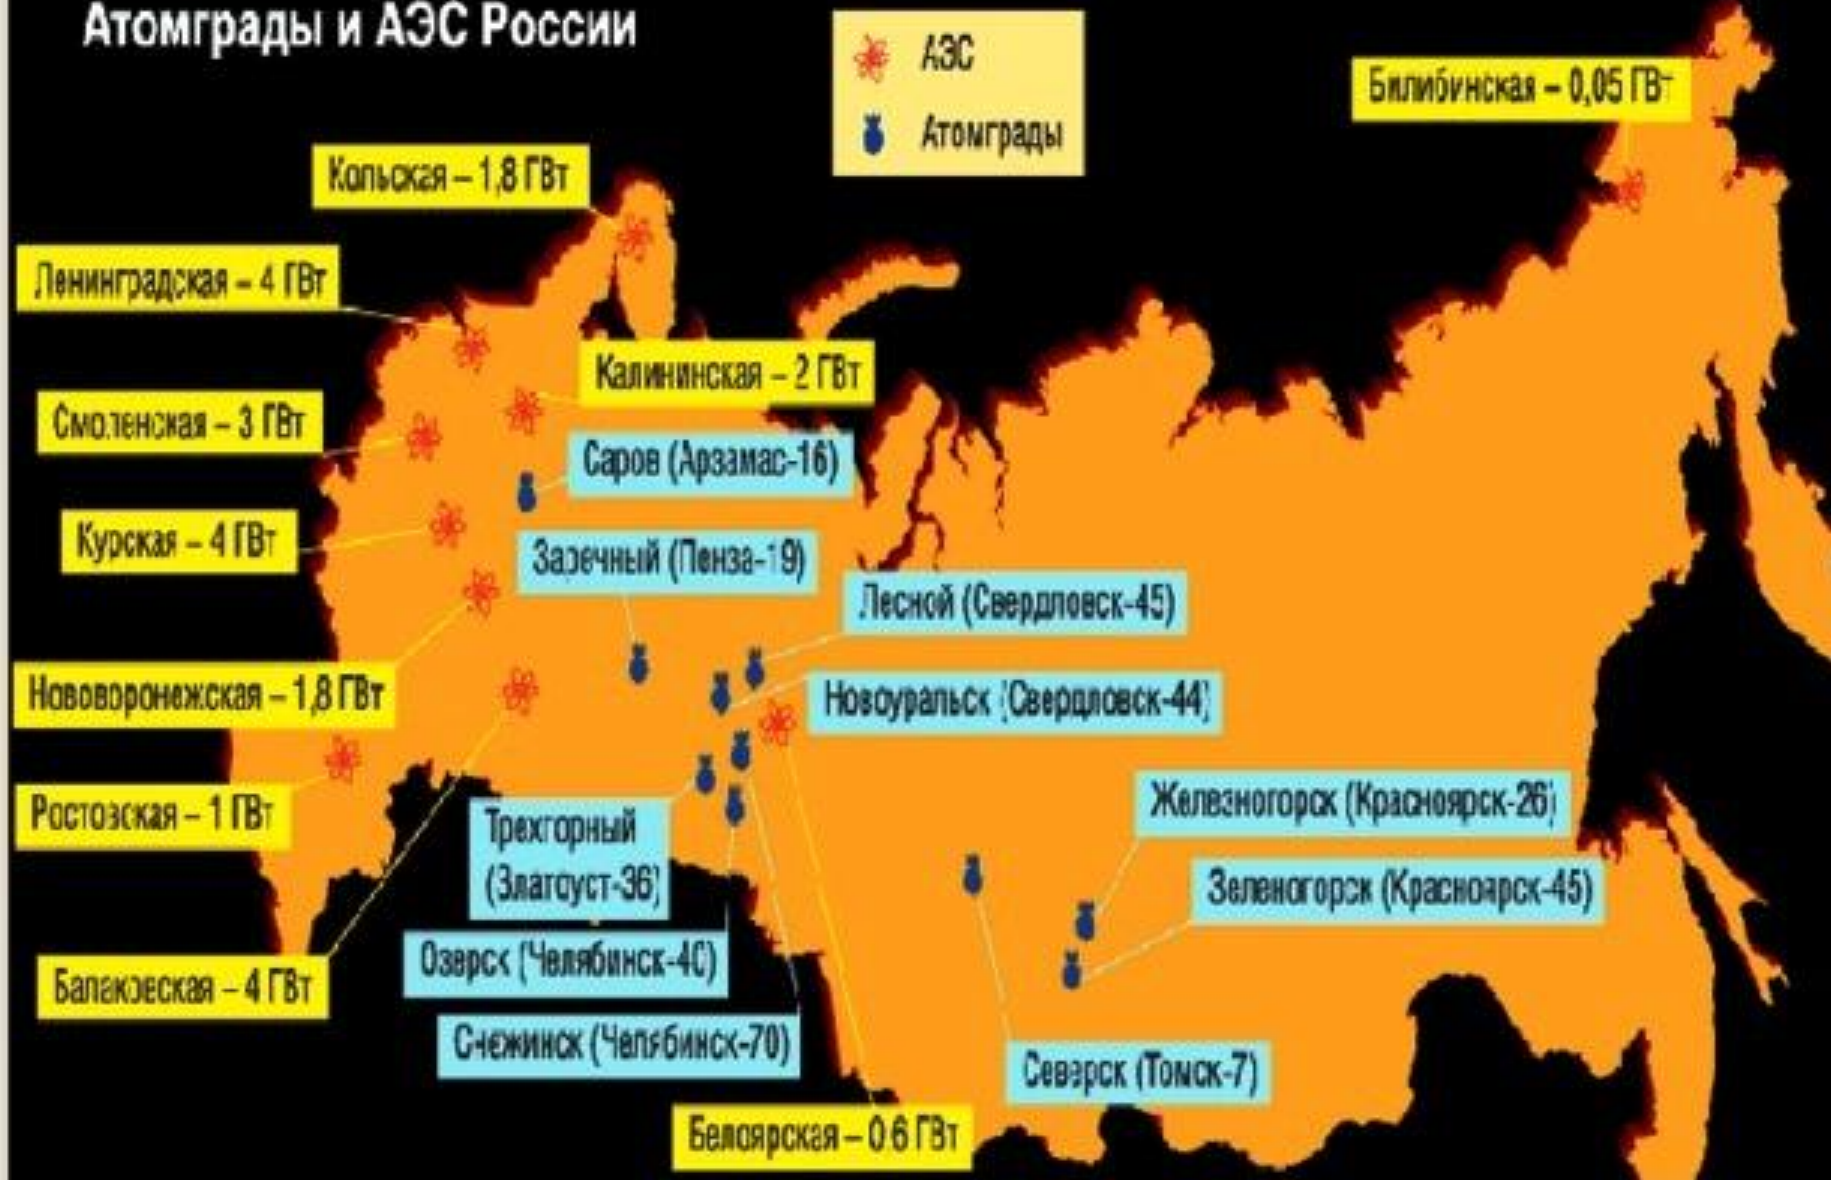 Атомграды и АЭС России
АЭС
Атомграды
Билибинская – 0,05 ГВт
Кольская – 1,8 ГВт
Ленинградская – 4 ГВт
Калининская – 2 ГВт
Смоленская – 3 ГВт
Саров (Арзамас-16)
Курская – 4 ГВт
Заречный (Пенза-19)
Лесной (Свердловск-45)
Нововоронежская – 1,8 ГВт
Новоуральск (Свердловск-44)
Ростовская – 1 ГВт
Трехгорный
(Златоуст-36)
Железногорск (Красноярск-26)
Зеленогорск (Красноярск-45)
Озерск (Челябинск-40)
Балаковская – 4 ГВт
Снежинск (Челябинск-70)
Северск (Томск-7)
Белоярская – 0 6 ГВт